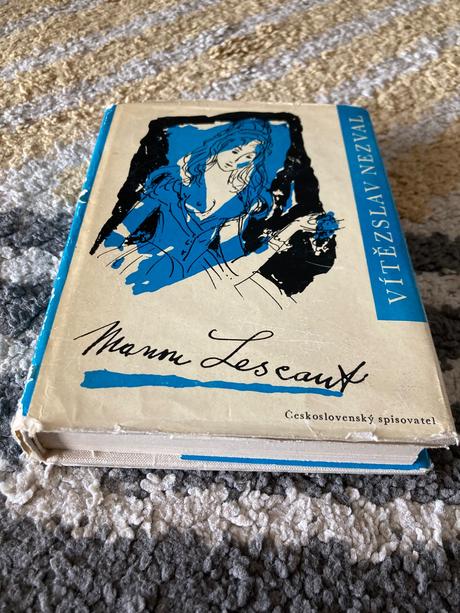 VÍTĚZSLAV NEZVAL
Manon Lescaut
Československý spisovatel